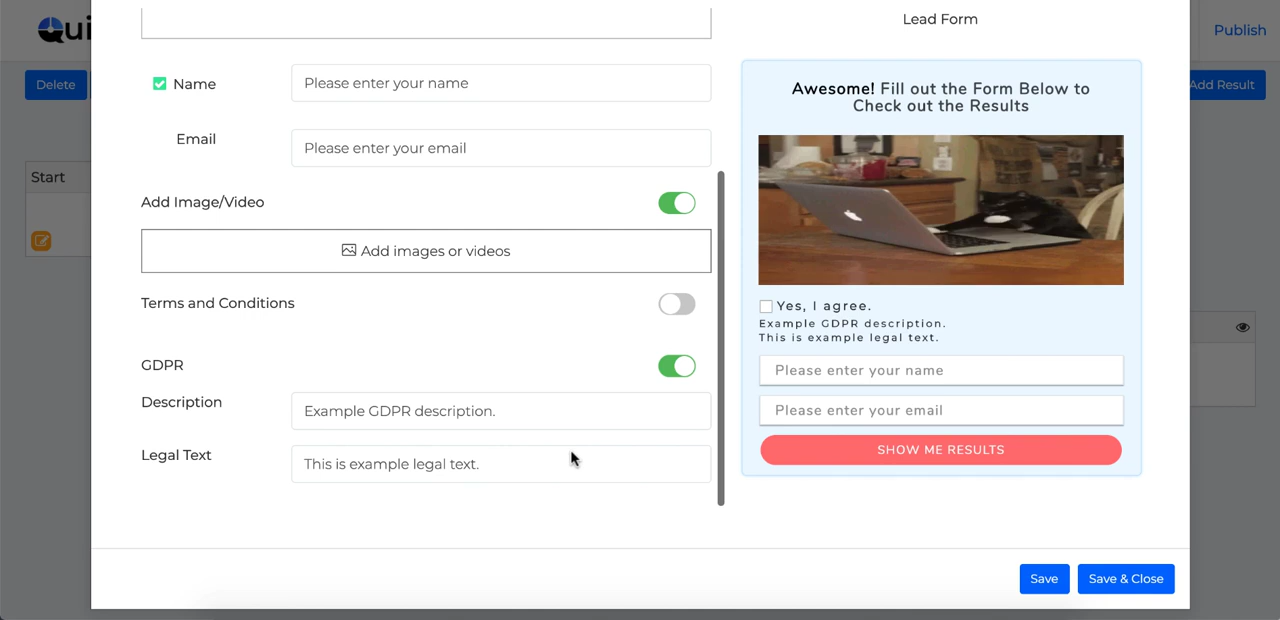 Qui
Publish
Delete
Add Result
Start
Name
Please enter your name
Email
Please enter your email
Add Image/Video
Add images or videos
Terms and Conditions
GDPR
Description
Example GDPR description.
Legal Text
This is example legal text.
Lead Form
Awesome! Fill out the Form Below to
Check out the Results
Yes, I agree.
Example GDPR description.
This is example legal text.
Please enter your name
Please enter your email
SHOW ME RESULTS
Save
Save & Close